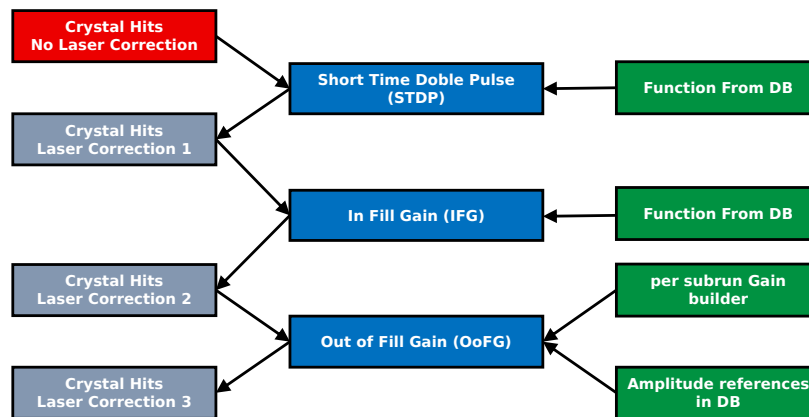 Crystal Hits
No Laser Correction
Short Time Doble Pulse
(STDP)
Function From DB
Crystal Hits
Laser Correction 1
In Fill Gain (IFG)
Function From DB
Crystal Hits
Laser Correction 2
per subrun Gain
builder
Out of Fill Gain (OoFG)
Crystal Hits
Laser Correction 3
Amplitude references
in DB